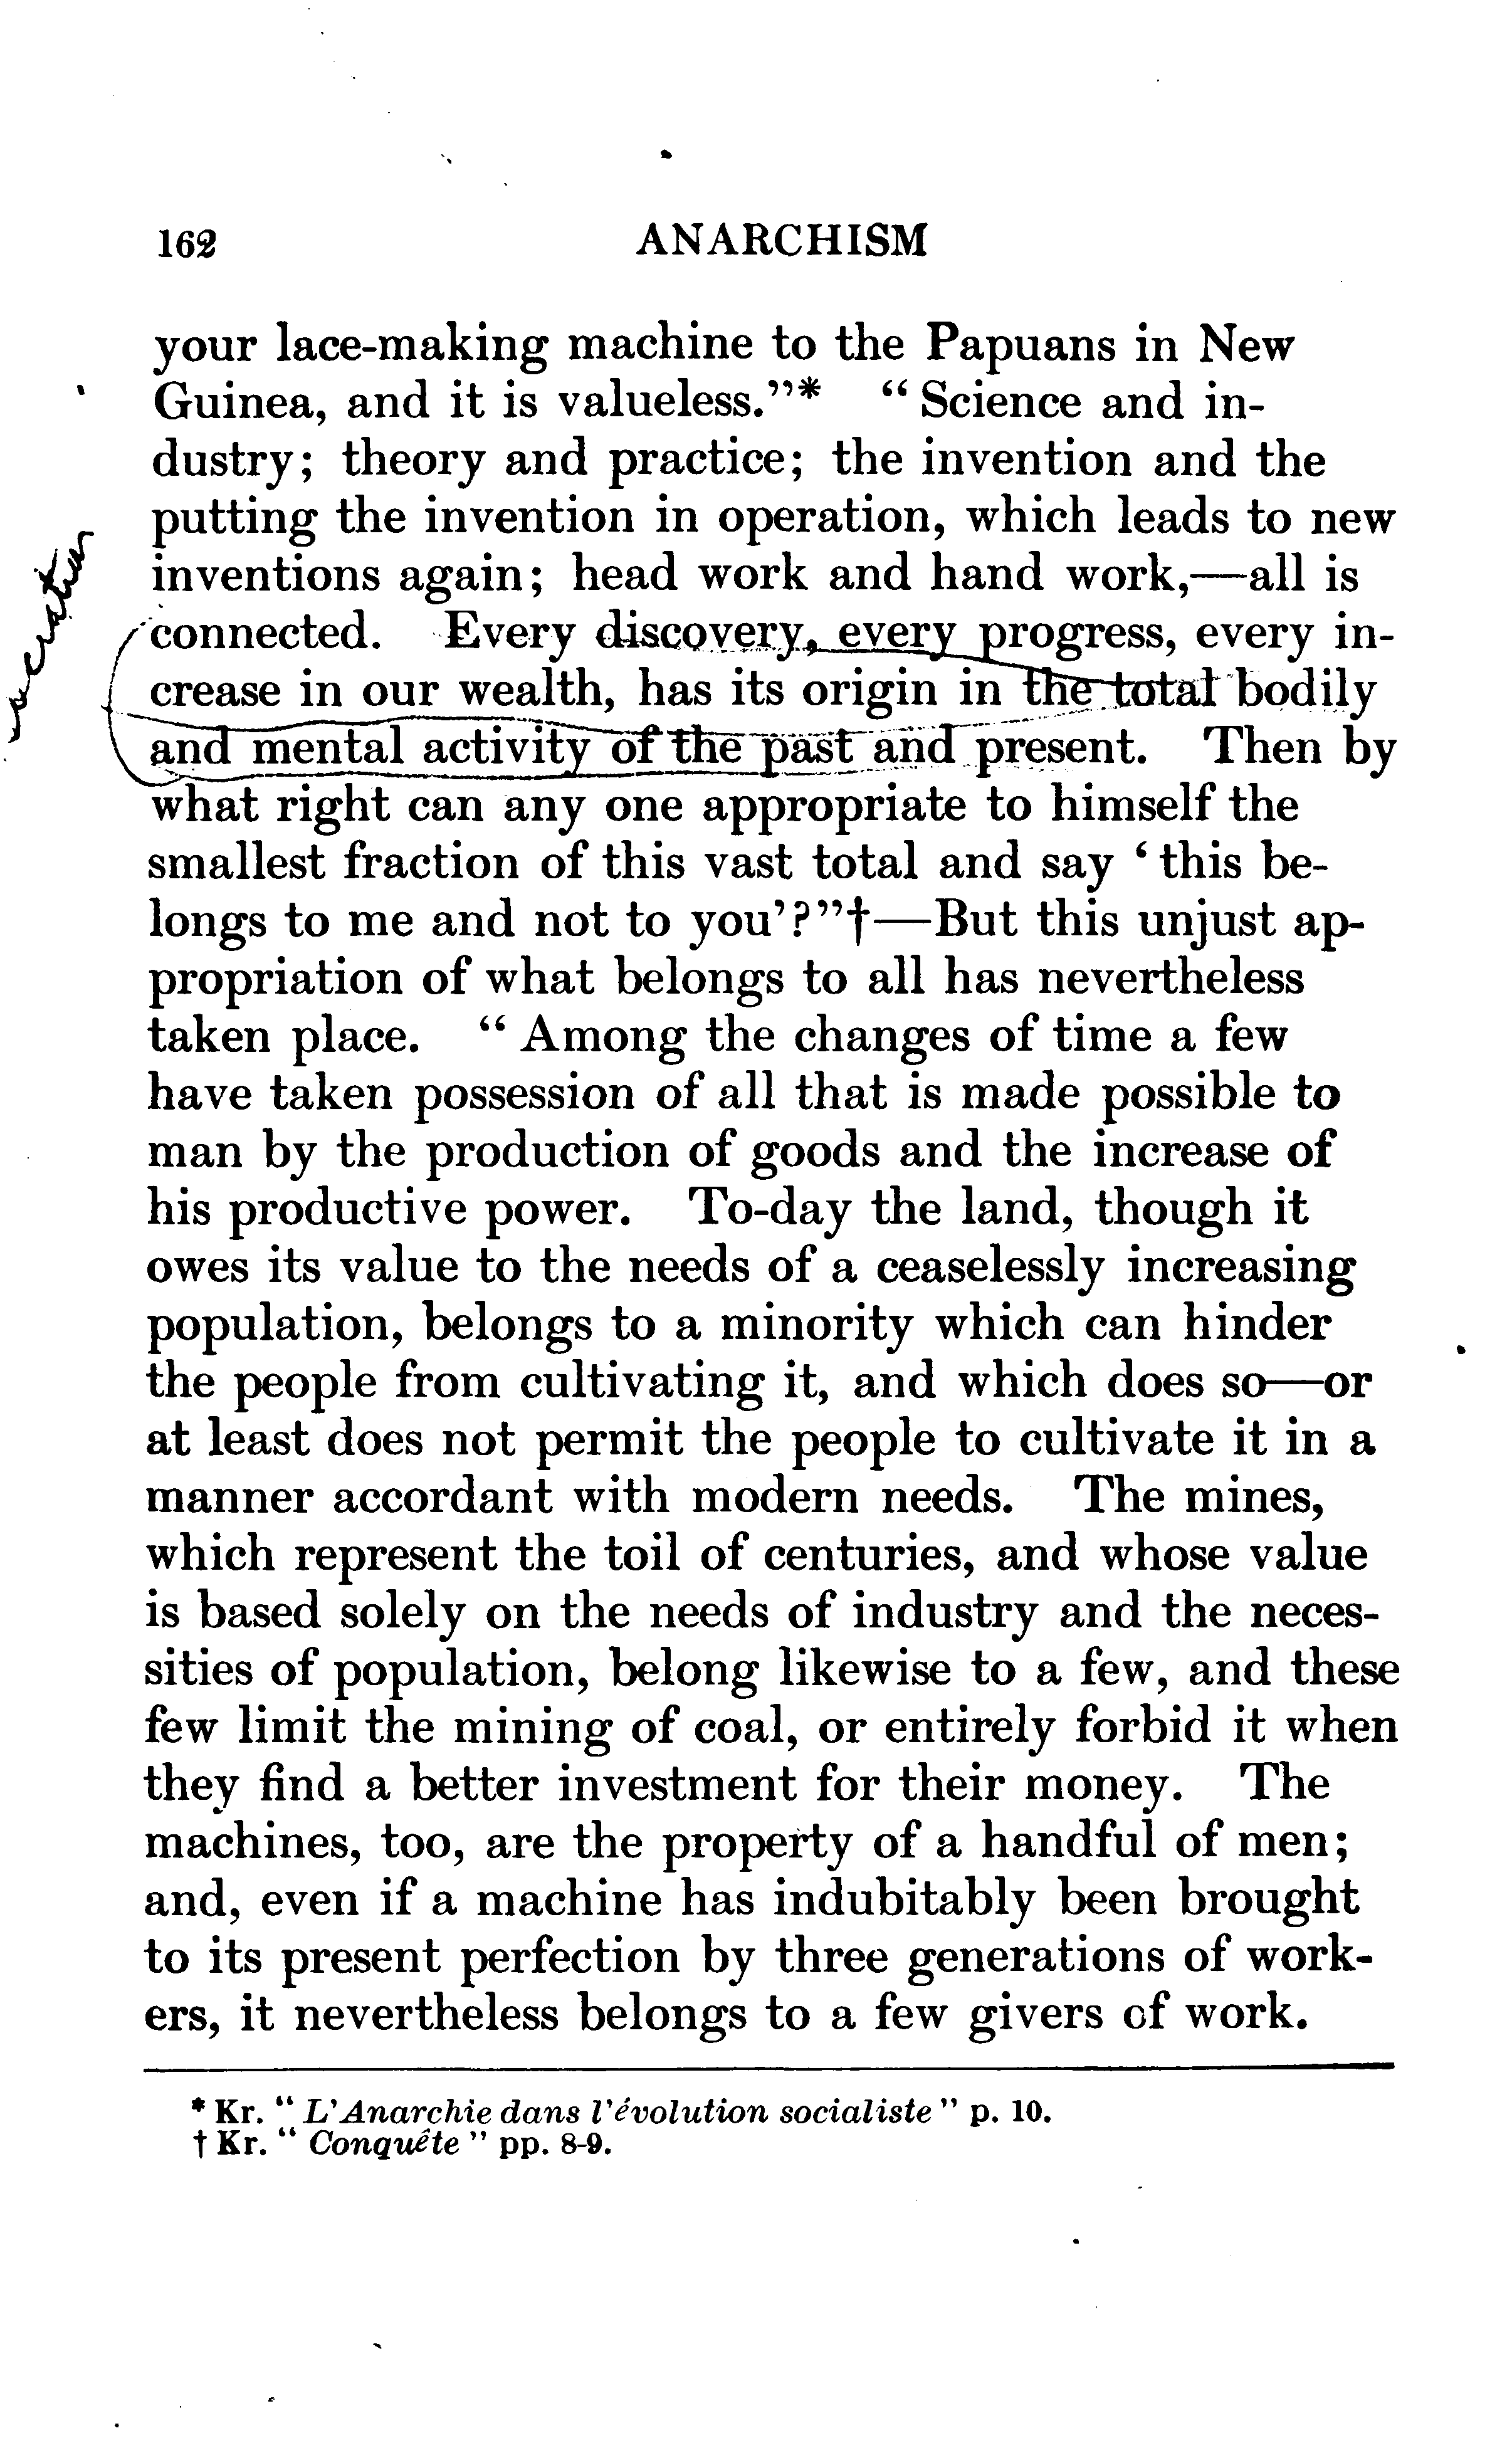 162 ANARCHISM
your lace-making machine to the Papuans in New
Guinea, and it is valueless."* "Science and in-
dustry; theory and practice; the invention and the
putting the invention in operation, which leads to new
inventions again; head work and hand work,—all is
connected. Every discovery, every progress, every in-
crease in our wealth, has its origin in the total bodily
and mental activity of the past and present. Then by
what right can any one appropriate to himself the
smallest fraction of this vast total and say 'this be-
longs to me and not to you'?"†—But this unjust ap-
propriation of what belongs to all has nevertheless
taken place. "Among the changes of time a few
have taken possession of all that is made possible to
man by the production of goods and the increase of
his productive power. To-day the land, though it
owes its value to the needs of a ceaselessly increasing
population, belongs to a minority which can hinder
the people from cultivating it, and which does so—or
at least does not permit the people to cultivate it in a
manner accordant with modern needs. The mines,
which represent the toil of centuries, and whose value
is based solely on the needs of industry and the neces-
sities of population, belong likewise to a few, and these
few limit the mining of coal, or entirely forbid it when
they find a better investment for their money. The
machines, too, are the property of a handful of men;
and, even if a machine has indubitably been brought
to its present perfection by three generations of work-
ers, it nevertheless belongs to a few givers of work.
* Kr. "L'Anarchie dans l'évolution socialiste" p. 10.
† Kr. "Conquête" pp. 8-9.